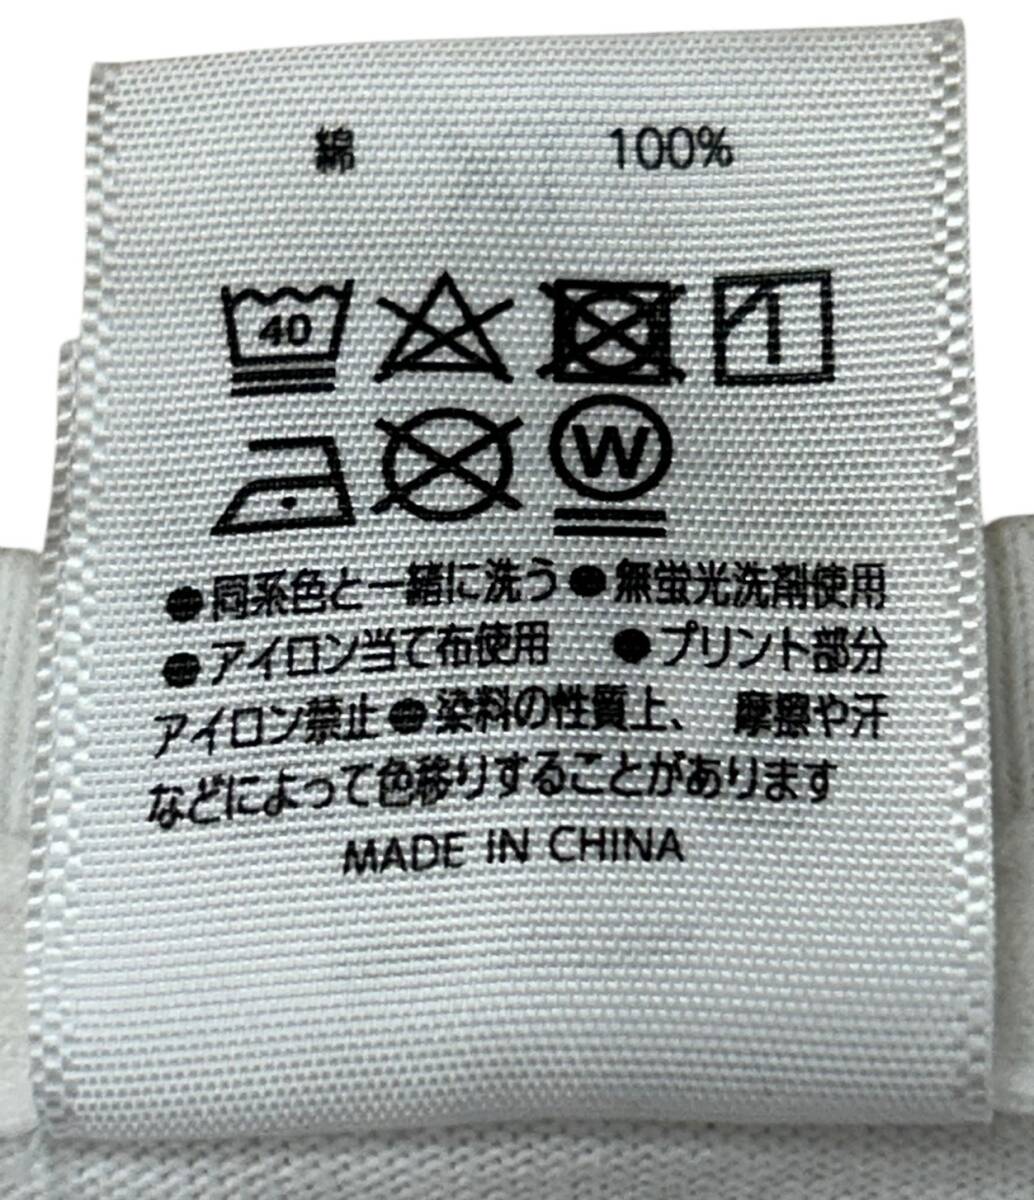 綿 100%
40
W
●同系色と一緒に洗う●無蛍光洗剤使用
●アイロン当て布使用 ●プリント部分
アイロン禁止●染料の性質上、 摩擦や汗
などによって色移りすることがあります
MADE IN CHINA